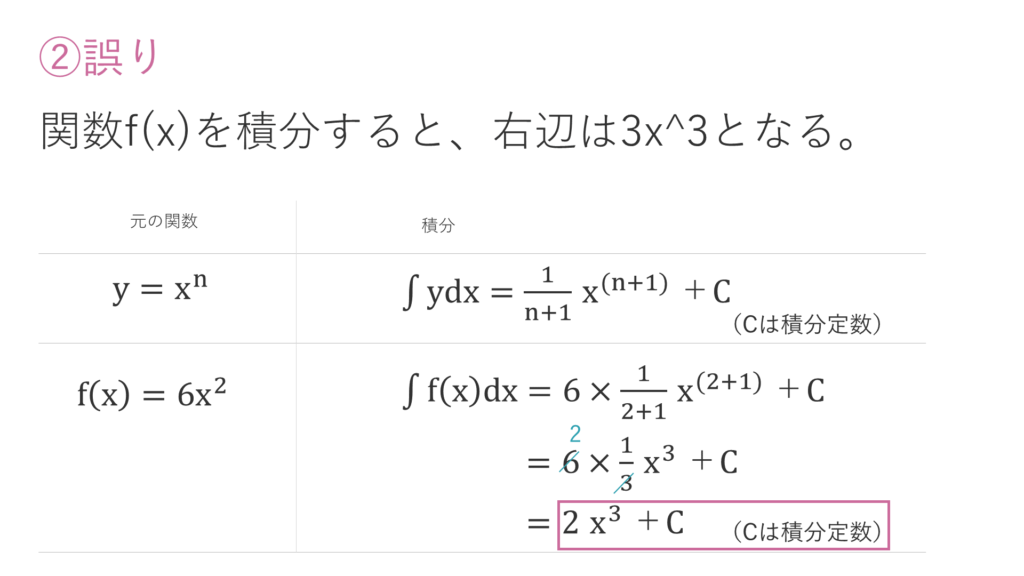 ②誤り
関数f(x)を積分すると、右辺は3x^3となる。
元の関数 積分
y = xⁿ ∫ydx = 1/(n+1) x^(n+1) +C
（Cは積分定数）
f(x) = 6x² ∫f(x)dx = 6 × 1/(2+1) x^(2+1) +C
2
= 6 × 1/3 x³ +C
= 2 x³ +C （Cは積分定数）